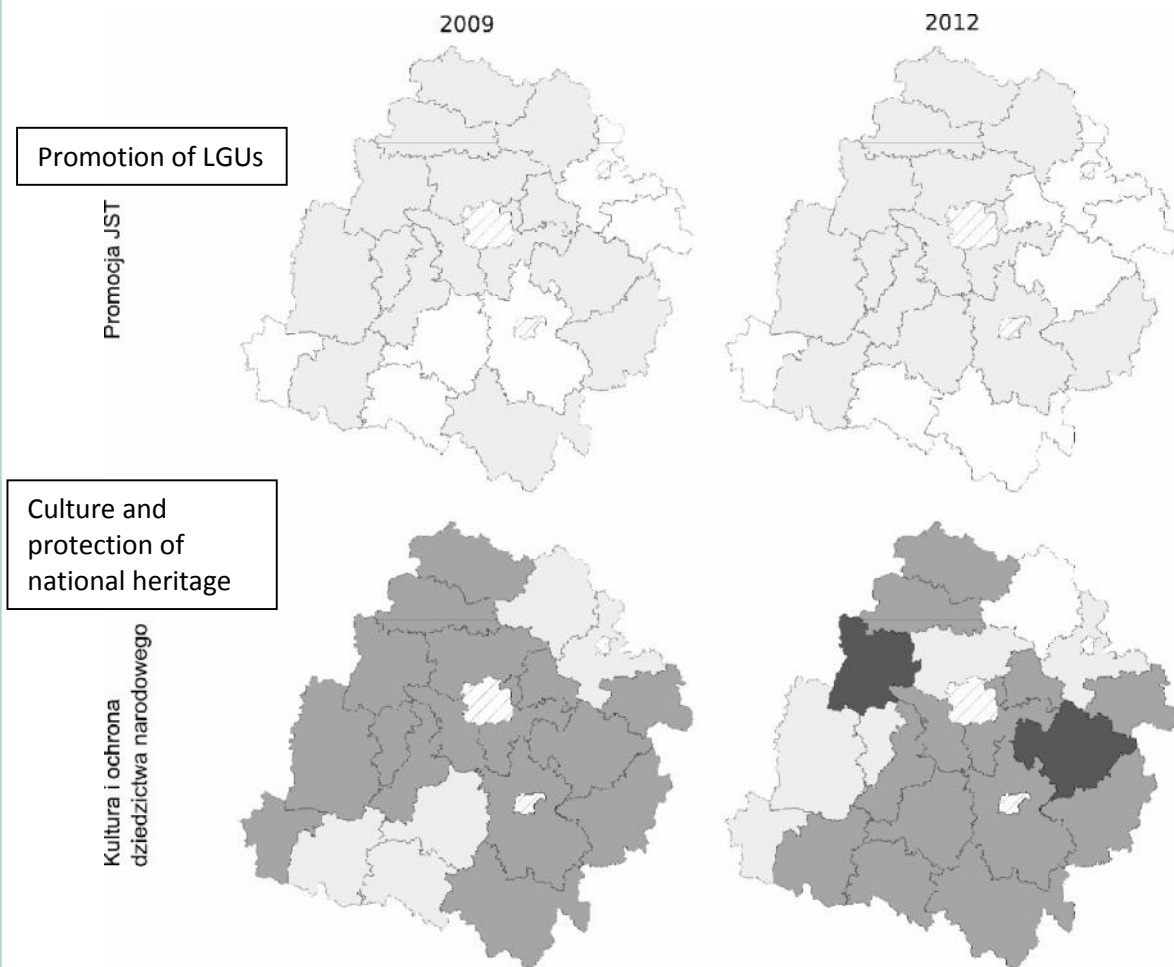 2009
2012
Promotion of LGUs
Promocja JST
Culture and
protection of
national heritage
Kultura i ochrona
dziedzictwa narodowego